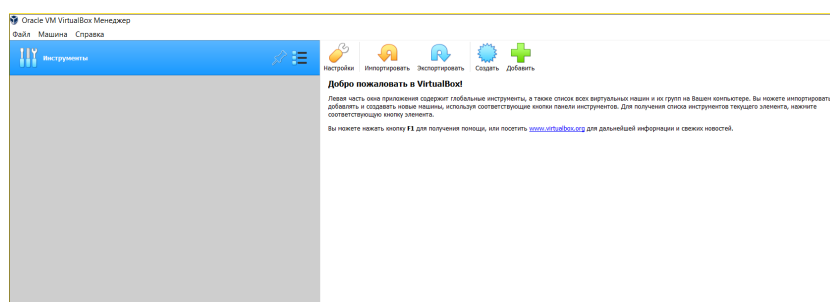 Oracle VM VirtualBox Менеджер
Файл Машина Справка
Инструменты
Настройки Импортировать Экспортировать Создать Добавить
Добро пожаловать в VirtualBox!
Левая часть окна приложения содержит глобальные инструменты, а также список всех виртуальных машин и их групп на Вашем компьютере. Вы можете импортировать
добавлять и создавать новые машины, используя соответствующие кнопки панели инструментов. Для получения списка инструментов текущего элемента, нажмите
соответствующую кнопку элемента.
Вы можете нажать кнопку F1 для получения помощи, или посетить www.virtualbox.org для дальнейшей информации и свежих новостей.